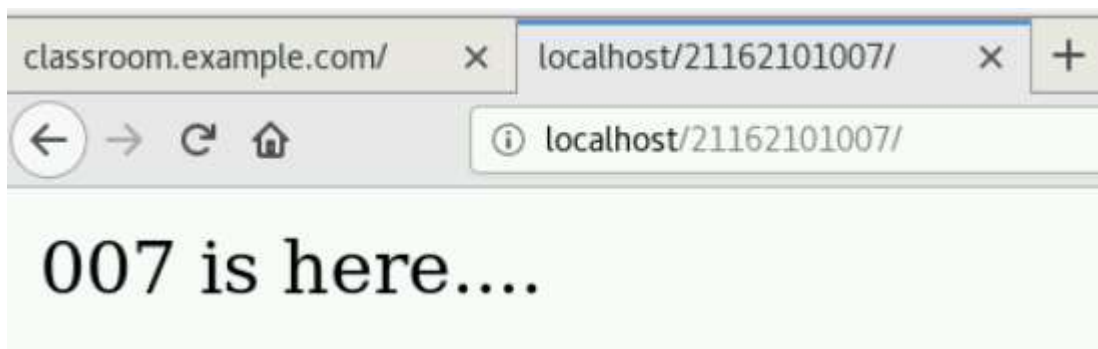 classroom.example.com/ localhost/21162101007/
localhost/21162101007/
007 is here....